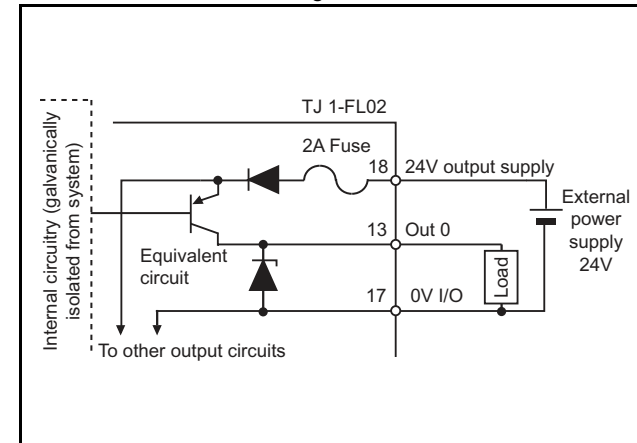 TJ 1-FL02
2A Fuse
18
24V output supply
External
power
supply
24V
13
Out 0
Load
17
0V I/O
Equivalent
circuit
Internal circuitry (galvanically
isolated from system)
To other output circuits